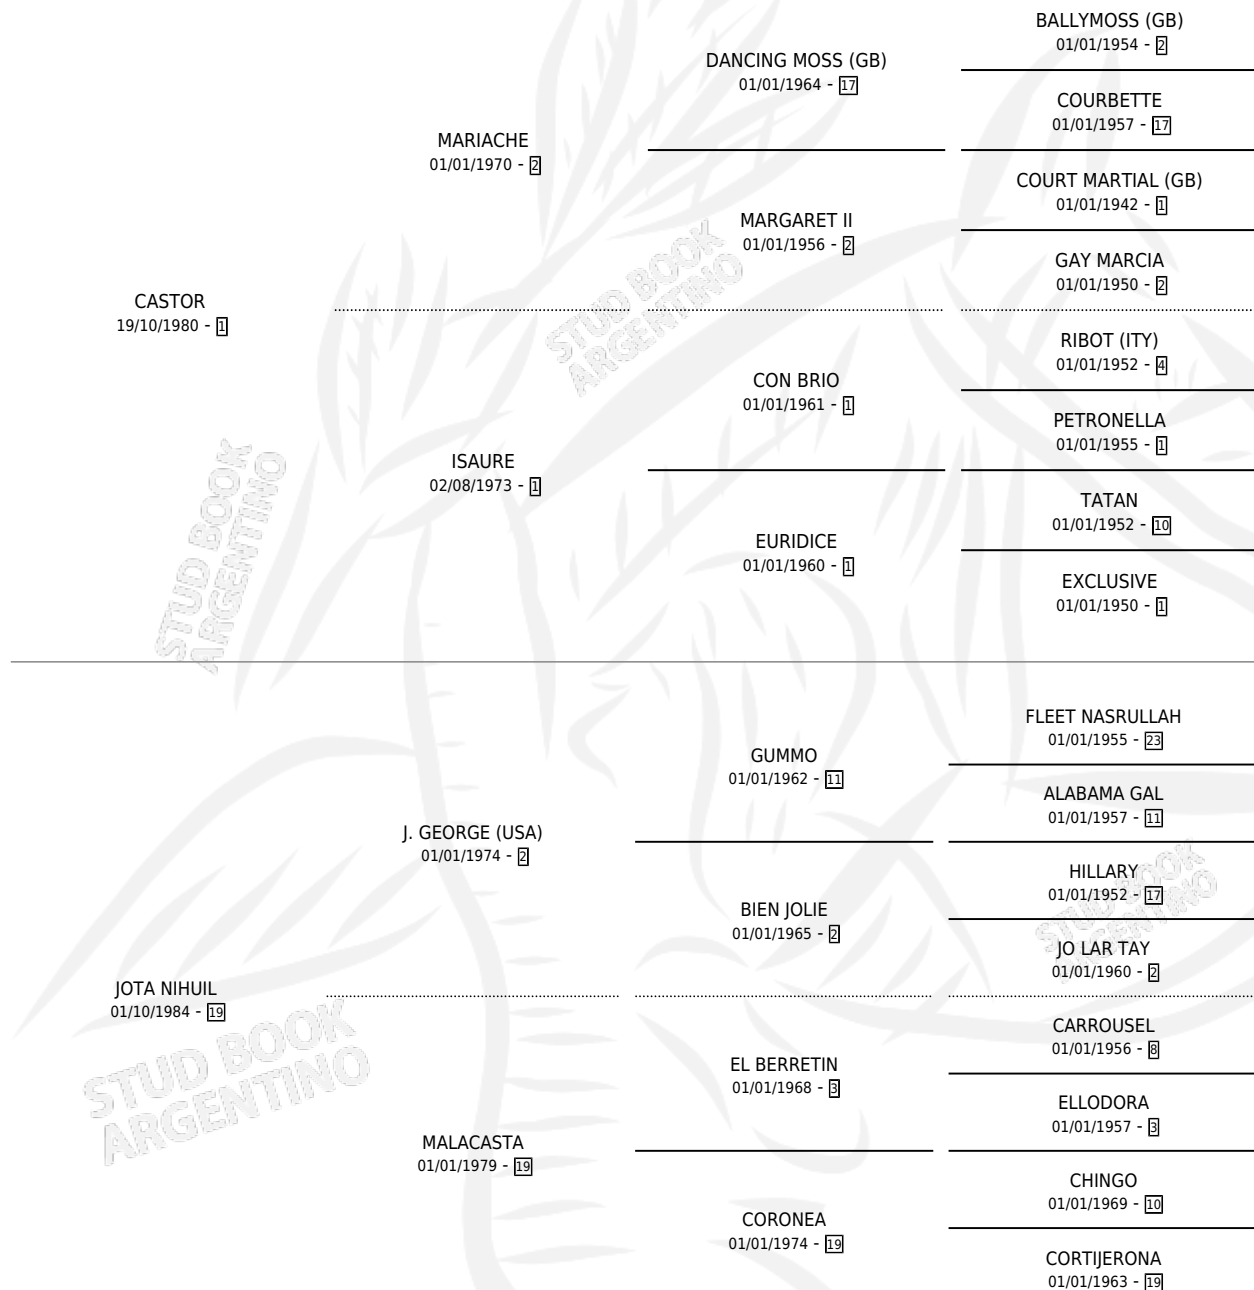 BALLYMOSS (GB)
01/01/1954 - 2
DANCING MOSS (GB)
01/01/1964 - 17
COURBETTE
01/01/1957 - 17
MARIACHE
01/01/1970 - 2
COURT MARTIAL (GB)
01/01/1942 - 1
MARGARET II
01/01/1956 - 2
GAY MARCIA
01/01/1950 - 2
CASTOR
19/10/1980 - 1
RIBOT (ITY)
01/01/1952 - 4
CON BRIO
01/01/1961 - 1
PETRONELLA
01/01/1955 - 1
ISAURE
02/08/1973 - 1
TATAN
01/01/1952 - 10
EURIDICE
01/01/1960 - 1
EXCLUSIVE
01/01/1950 - 1
FLEET NASRULLAH
01/01/1955 - 23
GUMMO
01/01/1962 - 11
ALABAMA GAL
01/01/1957 - 11
J. GEORGE (USA)
01/01/1974 - 2
HILLARY
01/01/1952 - 17
BIEN JOLIE
01/01/1965 - 2
JO LAR TAY
01/01/1960 - 2
JOTA NIHUIL
01/10/1984 - 19
CARROUSEL
01/01/1956 - 8
EL BERRETIN
01/01/1968 - 3
ELLODORA
01/01/1957 - 3
MALACASTA
01/01/1979 - 19
CHINGO
01/01/1969 - 10
CORONEA
01/01/1974 - 19
CORTIJERONA
01/01/1963 - 19
STUD BOOK
ARGENTINO
STUD BOOK
ARGENTINO
STUD BOOK
ARGENTINO
STUD BOOK
ARGENTINO